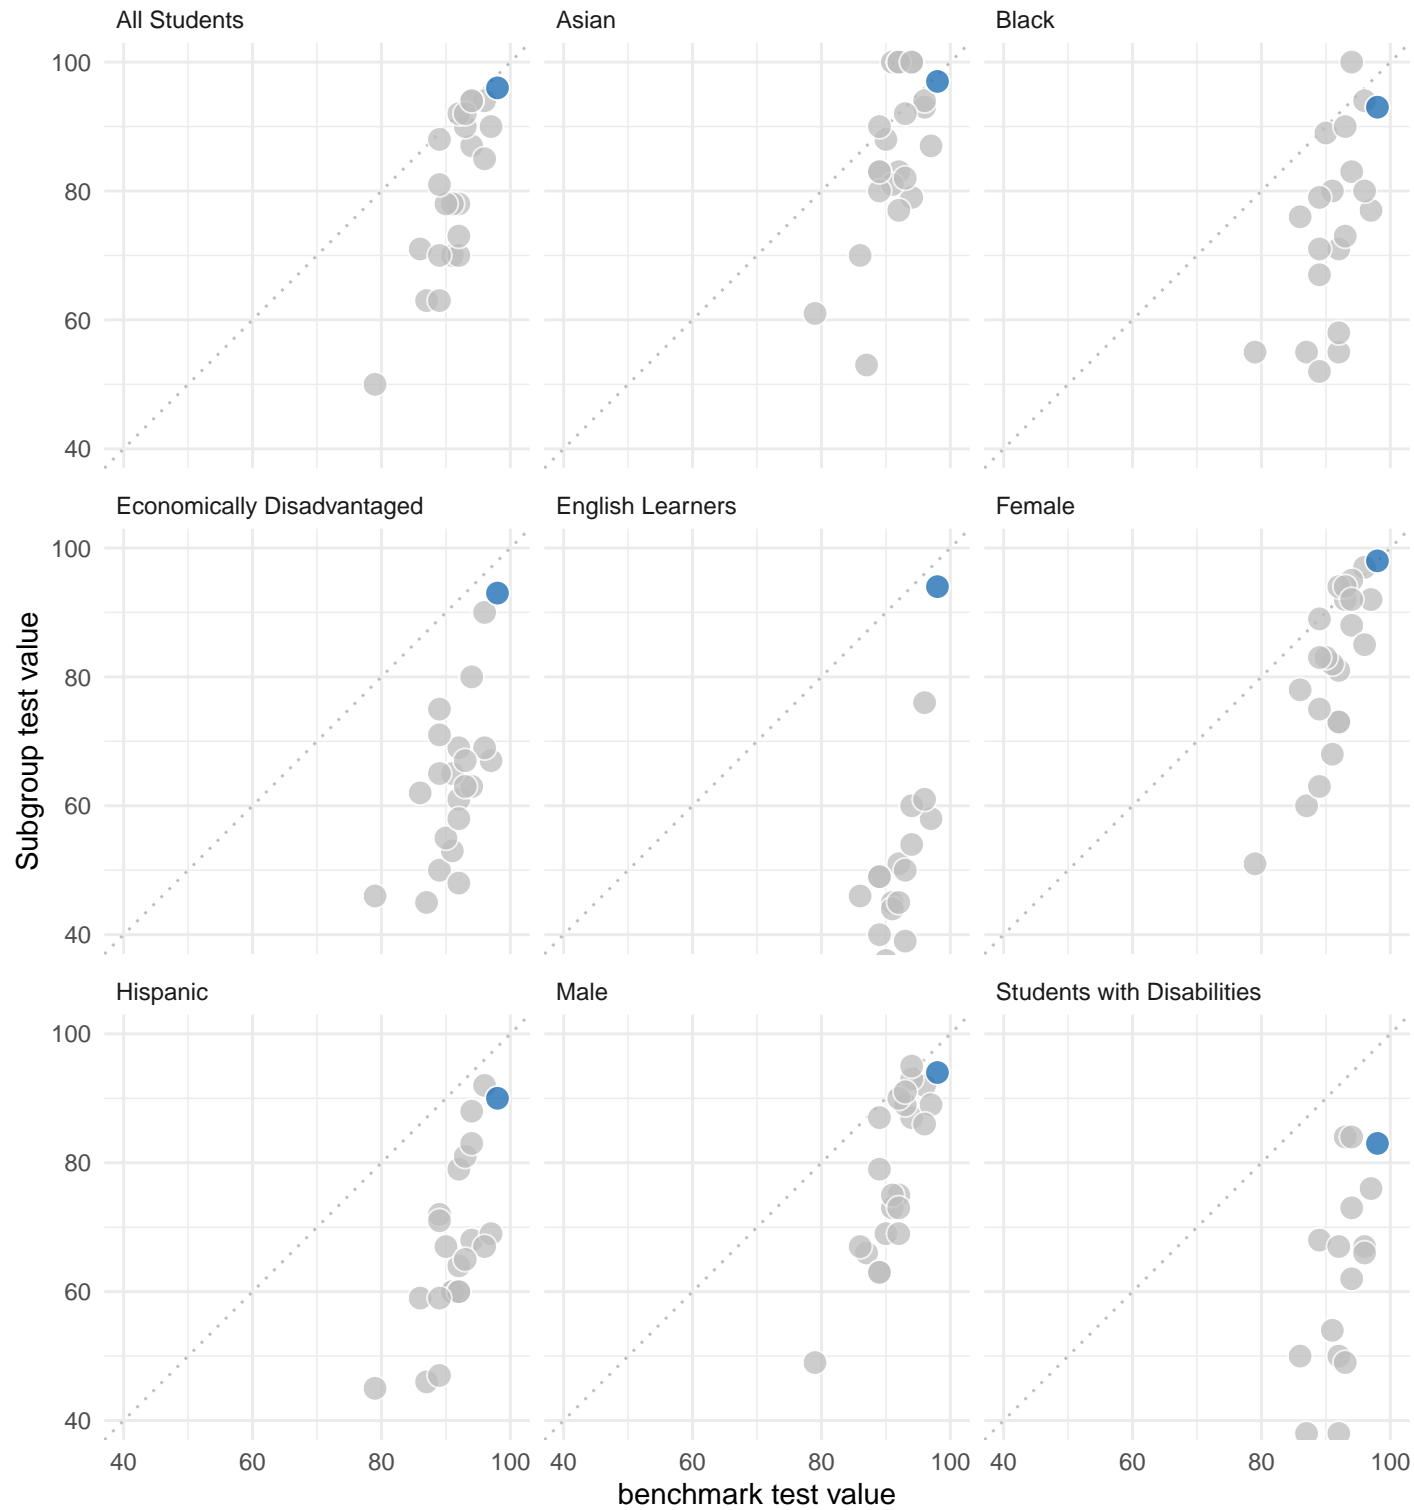 All Students
Asian
Black
100
80
60
40
Economically Disadvantaged
English Learners
Female
100
80
60
40
Subgroup test value
Hispanic
Male
Students with Disabilities
100
80
60
40
40 60 80 100 40 60 80 100 40 60 80 100
benchmark test value